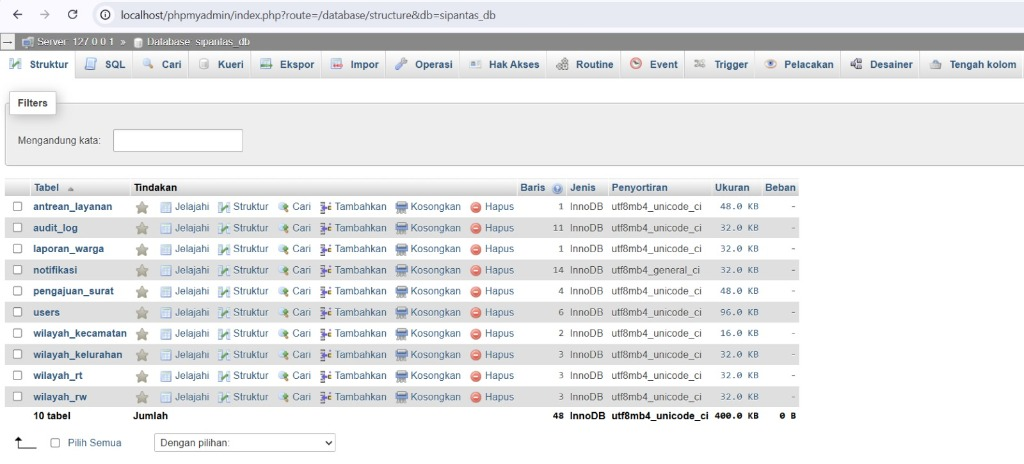 localhost/phpmyadmin/index.php?route=/database/structure&db=sipantas_db
Server: 127.0.0.1 » Database: sipantas_db
Struktur SQL Cari Kueri Ekspor Impor Operasi Hak Akses Routine Event Trigger Pelacakan Desainer Tengah kolom
Filters
Mengandung kata:
Tabel Tindakan Baris Jenis Penyortiran Ukuran Beban
antrean_layanan Jelajahi Struktur Cari Tambahkan Kosongkan Hapus 1 InnoDB utf8mb4_unicode_ci 48.0 KB -
audit_log Jelajahi Struktur Cari Tambahkan Kosongkan Hapus 11 InnoDB utf8mb4_unicode_ci 32.0 KB -
laporan_warga Jelajahi Struktur Cari Tambahkan Kosongkan Hapus 1 InnoDB utf8mb4_unicode_ci 32.0 KB -
notifikasi Jelajahi Struktur Cari Tambahkan Kosongkan Hapus 14 InnoDB utf8mb4_general_ci 32.0 KB -
pengajuan_surat Jelajahi Struktur Cari Tambahkan Kosongkan Hapus 4 InnoDB utf8mb4_unicode_ci 48.0 KB -
users Jelajahi Struktur Cari Tambahkan Kosongkan Hapus 6 InnoDB utf8mb4_unicode_ci 96.0 KB -
wilayah_kecamatan Jelajahi Struktur Cari Tambahkan Kosongkan Hapus 2 InnoDB utf8mb4_unicode_ci 16.0 KB -
wilayah_kelurahan Jelajahi Struktur Cari Tambahkan Kosongkan Hapus 3 InnoDB utf8mb4_unicode_ci 32.0 KB -
wilayah_rt Jelajahi Struktur Cari Tambahkan Kosongkan Hapus 3 InnoDB utf8mb4_unicode_ci 32.0 KB -
wilayah_rw Jelajahi Struktur Cari Tambahkan Kosongkan Hapus 3 InnoDB utf8mb4_unicode_ci 32.0 KB -
10 tabel Jumlah 48 InnoDB utf8mb4_unicode_ci 400.0 KB 0 B
Pilih Semua Dengan pilihan: